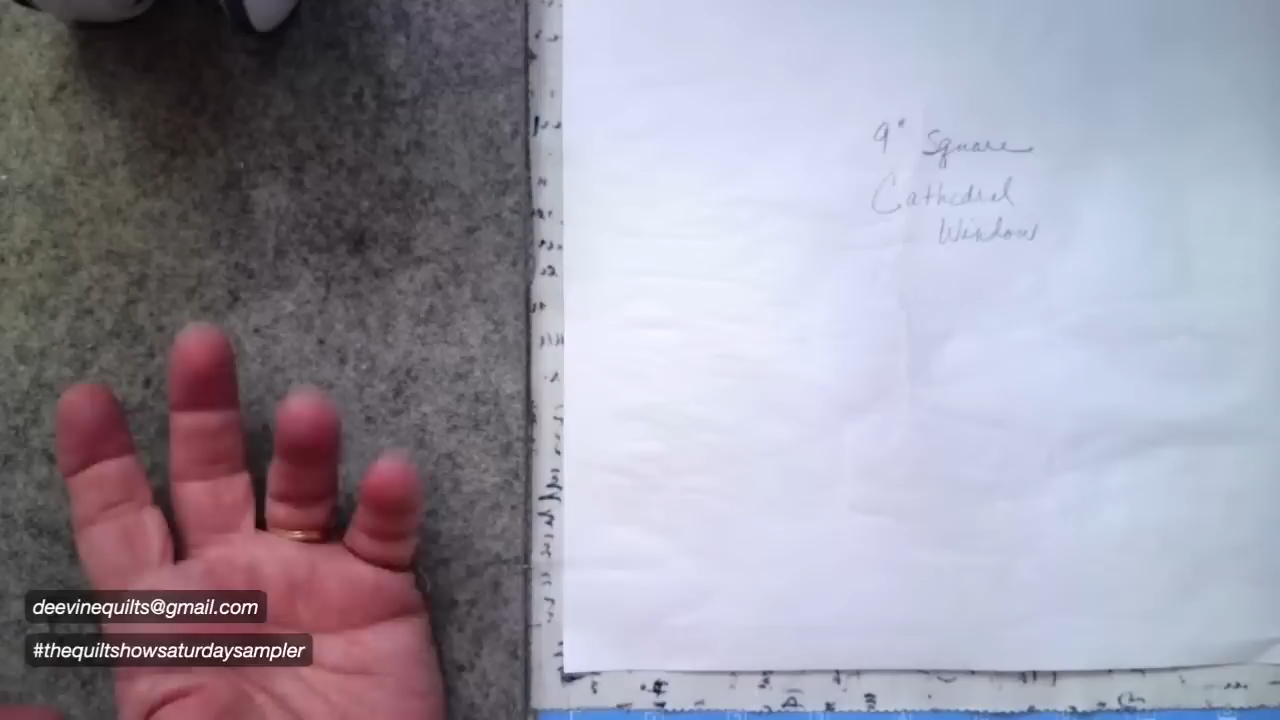 9" Square
Cathedral
Window
deevinequilts@gmail.com
#thequiltshowsaturdaysampler